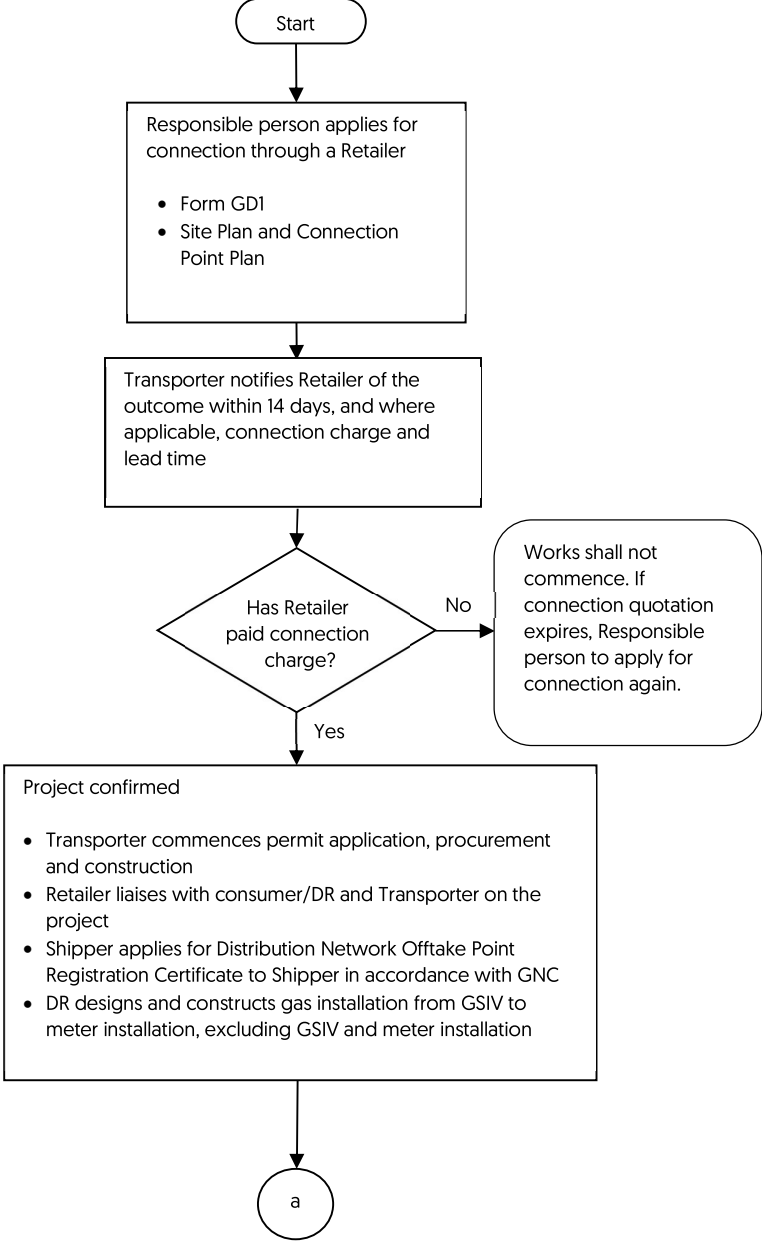 Start
Responsible person applies for
connection through a Retailer
• Form GD1
• Site Plan and Connection
Point Plan
Transporter notifies Retailer of the
outcome within 14 days, and where
applicable, connection charge and
lead time
Has Retailer
paid connection
charge?
No
Works shall not
commence. If
connection quotation
expires, Responsible
person to apply for
connection again.
Yes
Project confirmed
• Transporter commences permit application, procurement
and construction
• Retailer liaises with consumer/DR and Transporter on the
project
• Shipper applies for Distribution Network Offtake Point
Registration Certificate to Shipper in accordance with GNC
• DR designs and constructs gas installation from GSIV to
meter installation, excluding GSIV and meter installation
a